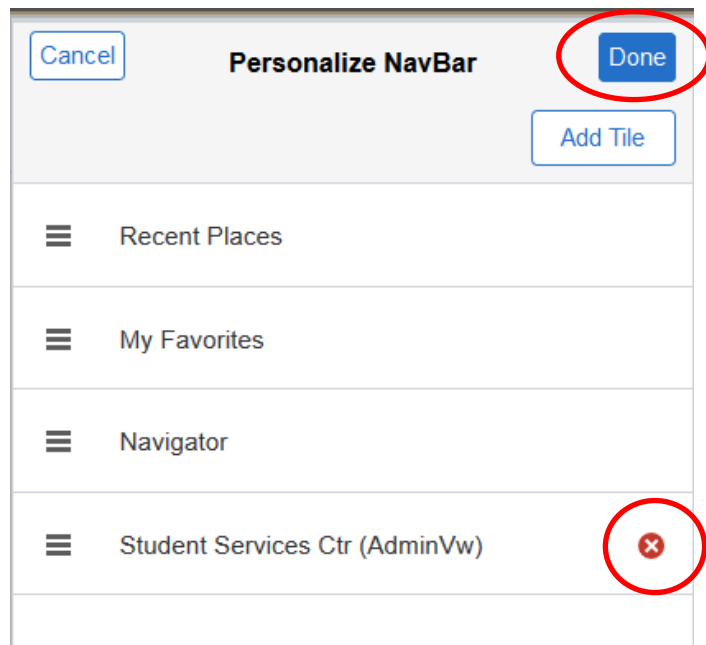 Cancel
Personalize NavBar
Done
Add Tile
Recent Places
My Favorites
Navigator
Student Services Ctr (AdminVw)